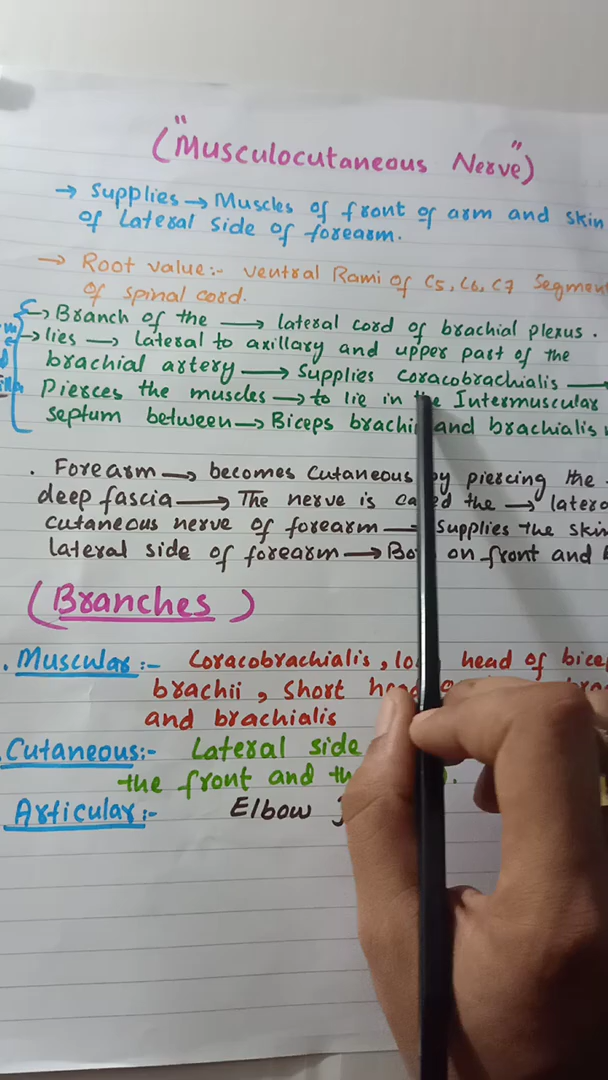 ("Musculocutaneous Nerve")
→ Supplies → Muscles of front of arm and skin
of Lateral side of forearm.
→ Root value:- ventral Rami of C5, C6, C7 Segmen
of spinal cord.
→ Branch of the → lateral cord of brachial plexus.
→ lies → Lateral to axillary and upper part of the
brachial artery → Supplies coracobrachialis →
Pierces the muscles → to lie in the Intermuscular
septum between → Biceps brachii and brachialis
. Forearm → becomes cutaneous by piercing the
deep fascia → The nerve is called the → latera
cutaneous nerve of forearm → Supplies the skin
lateral side of forearm → Both on front and
(Branches)
. Muscular:- Coracobrachialis, long head of bicep
brachii, short head
and brachialis
. Cutaneous:- Lateral side
the front and the
Articular:- Elbow J